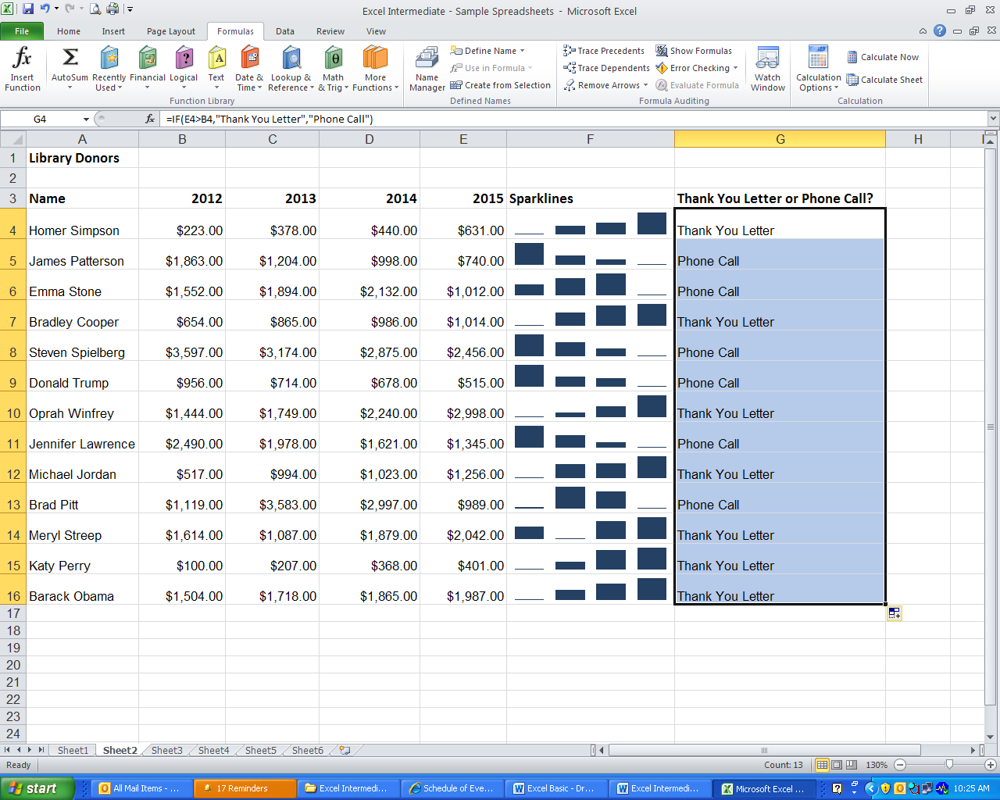 Excel Intermediate - Sample Spreadsheets - Microsoft Excel
File Home Insert Page Layout Formulas Data Review View
Insert Function
AutoSum Recently Used Financial Logical Text Date & Time Lookup & Reference Math & Trig More Functions
Function Library
Name Manager
Define Name
Use in Formula
Create from Selection
Defined Names
Trace Precedents Show Formulas
Trace Dependents Error Checking
Remove Arrows Evaluate Formula
Formula Auditing
Watch Window
Calculation Options
Calculate Now
Calculate Sheet
Calculation
G4 fx =IF(E4>B4,"Thank You Letter","Phone Call")
A B C D E F G H
1 Library Donors
2
3 Name 2012 2013 2014 2015 Sparklines Thank You Letter or Phone Call?
4 Homer Simpson $223.00 $378.00 $440.00 $631.00 Thank You Letter
5 James Patterson $1,863.00 $1,204.00 $998.00 $740.00 Phone Call
6 Emma Stone $1,552.00 $1,894.00 $2,132.00 $1,012.00 Phone Call
7 Bradley Cooper $654.00 $865.00 $986.00 $1,014.00 Thank You Letter
8 Steven Spielberg $3,597.00 $3,174.00 $2,875.00 $2,456.00 Phone Call
9 Donald Trump $956.00 $714.00 $678.00 $515.00 Phone Call
10 Oprah Winfrey $1,444.00 $1,749.00 $2,240.00 $2,998.00 Thank You Letter
11 Jennifer Lawrence $2,490.00 $1,978.00 $1,621.00 $1,345.00 Phone Call
12 Michael Jordan $517.00 $994.00 $1,023.00 $1,256.00 Thank You Letter
13 Brad Pitt $1,119.00 $3,583.00 $2,997.00 $989.00 Phone Call
14 Meryl Streep $1,614.00 $1,087.00 $1,879.00 $2,042.00 Thank You Letter
15 Katy Perry $100.00 $207.00 $368.00 $401.00 Thank You Letter
16 Barack Obama $1,504.00 $1,718.00 $1,865.00 $1,987.00 Thank You Letter
17
18
19
20
21
22
23
24
Sheet1 Sheet2 Sheet3 Sheet4 Sheet5 Sheet6
Ready Count: 13 130%
start All Mail Items - ... 17 Reminders Excel Intermedi... Schedule of Eve... Excel Basic - Dr... Excel Intermedi... Microsoft Excel ... 10:25 AM